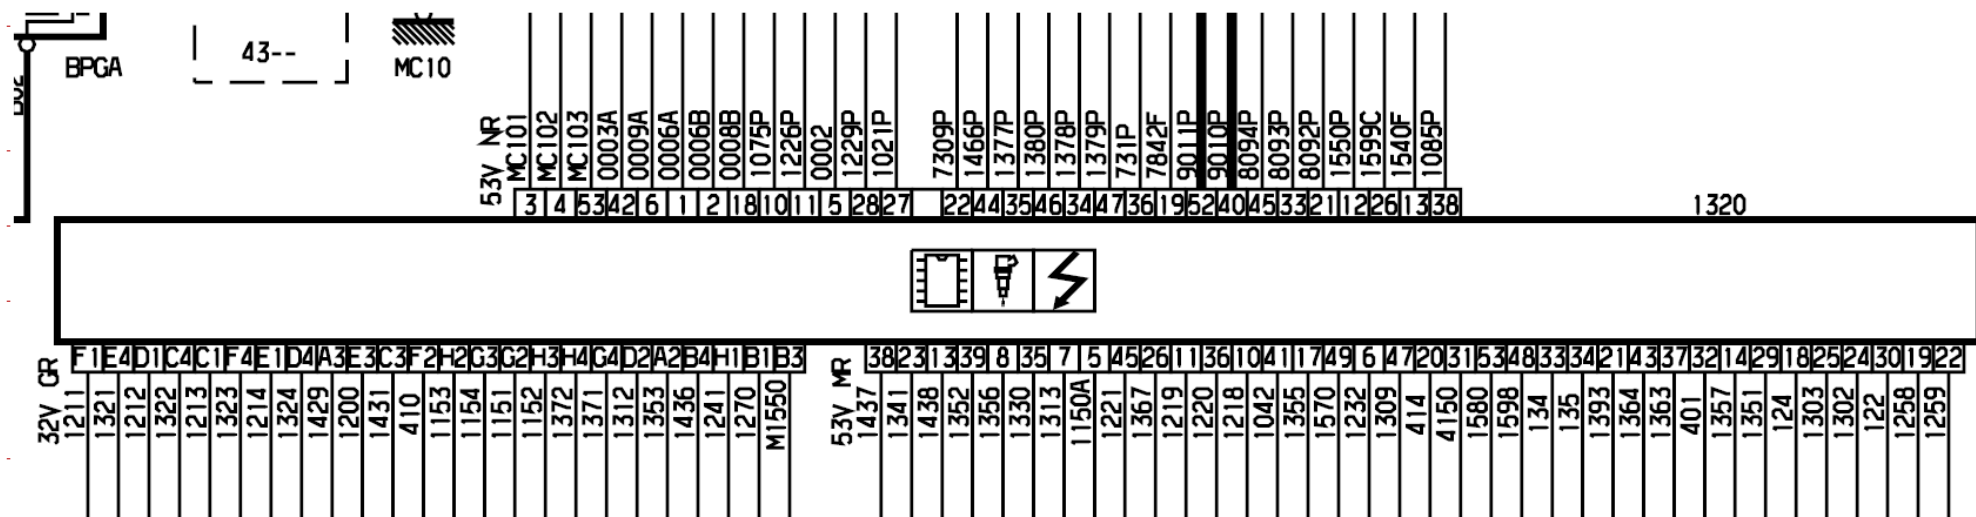 43--
BPGA
MC10
53V NR
MC101 MC102 MC103 0003A 0009A 0006A 0006B 0008B 1075P 1226P 0002 1229P 1021P 7309P 1466P 1377P 1380P 1378P 1379P 731P 7842F 9011P 9010P 8094P 8093P 8092P 1550P 1599C 1540F 1085P
3 4 53 42 6 1 2 18 10 11 5 28 27 22 44 35 46 34 47 36 19 52 40 45 33 21 12 26 13 38
1320
F1 E4 D1 C4 C1 F4 E1 D4 A3 E3 C3 F2 H2 G3 G2 H3 H4 G4 D2 A2 B4 H1 B1 B3
32V GR
1211 1321 1212 1322 1213 1323 1214 1324 1429 1200 1431 410 1153 1154 1151 1152 1372 1371 1312 1353 1436 1241 1270 M1550
38 23 13 39 8 35 7 5 45 26 11 36 10 41 17 49 6 47 20 31 53 48 33 34 21 43 37 32 14 29 18 25 24 30 19 22
53V MR
1437 1341 1438 1352 1356 1330 1313 1150A 1221 1367 1219 1220 1218 1042 1355 1570 1232 1309 414 4150 1580 1598 134 135 1393 1364 1363 401 1357 1351 124 1303 1302 122 1258 1259